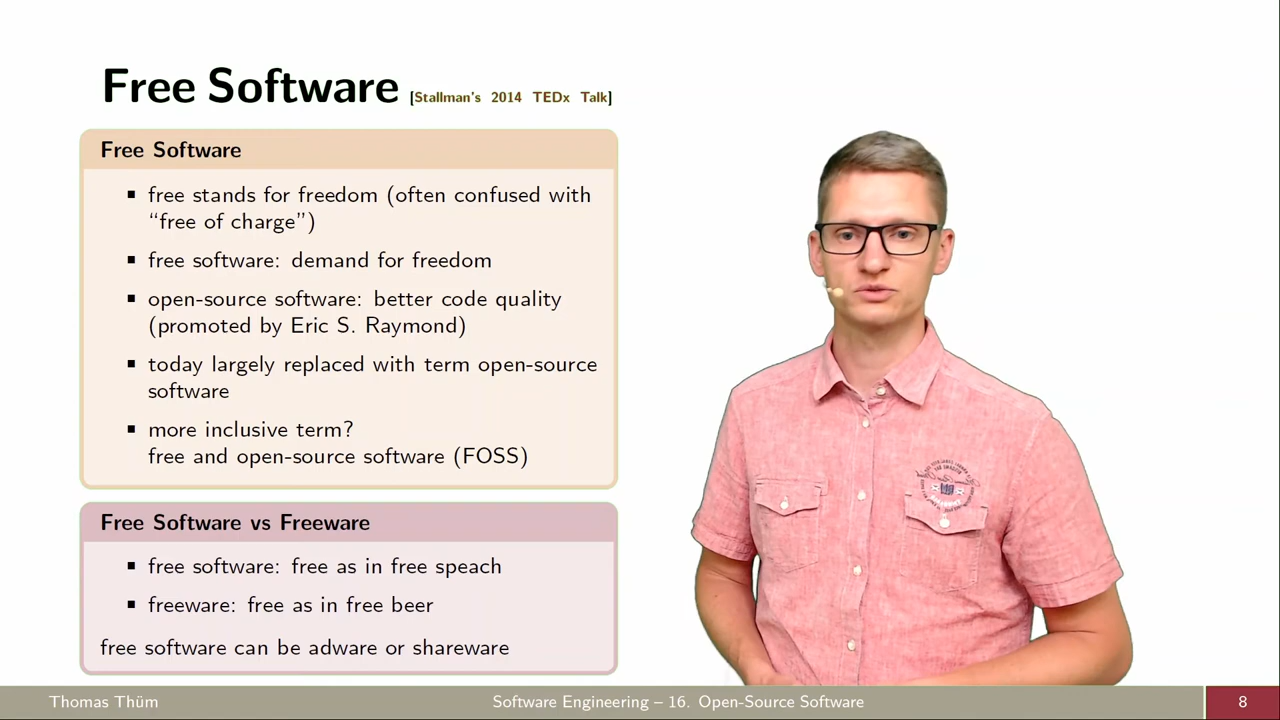 Free Software [Stallman's 2014 TEDx Talk]
Free Software
▪ free stands for freedom (often confused with
“free of charge”)
▪ free software: demand for freedom
▪ open-source software: better code quality
(promoted by Eric S. Raymond)
▪ today largely replaced with term open-source
software
▪ more inclusive term?
free and open-source software (FOSS)
Free Software vs Freeware
▪ free software: free as in free speach
▪ freeware: free as in free beer
free software can be adware or shareware
Thomas Thüm
Software Engineering – 16. Open-Source Software
8